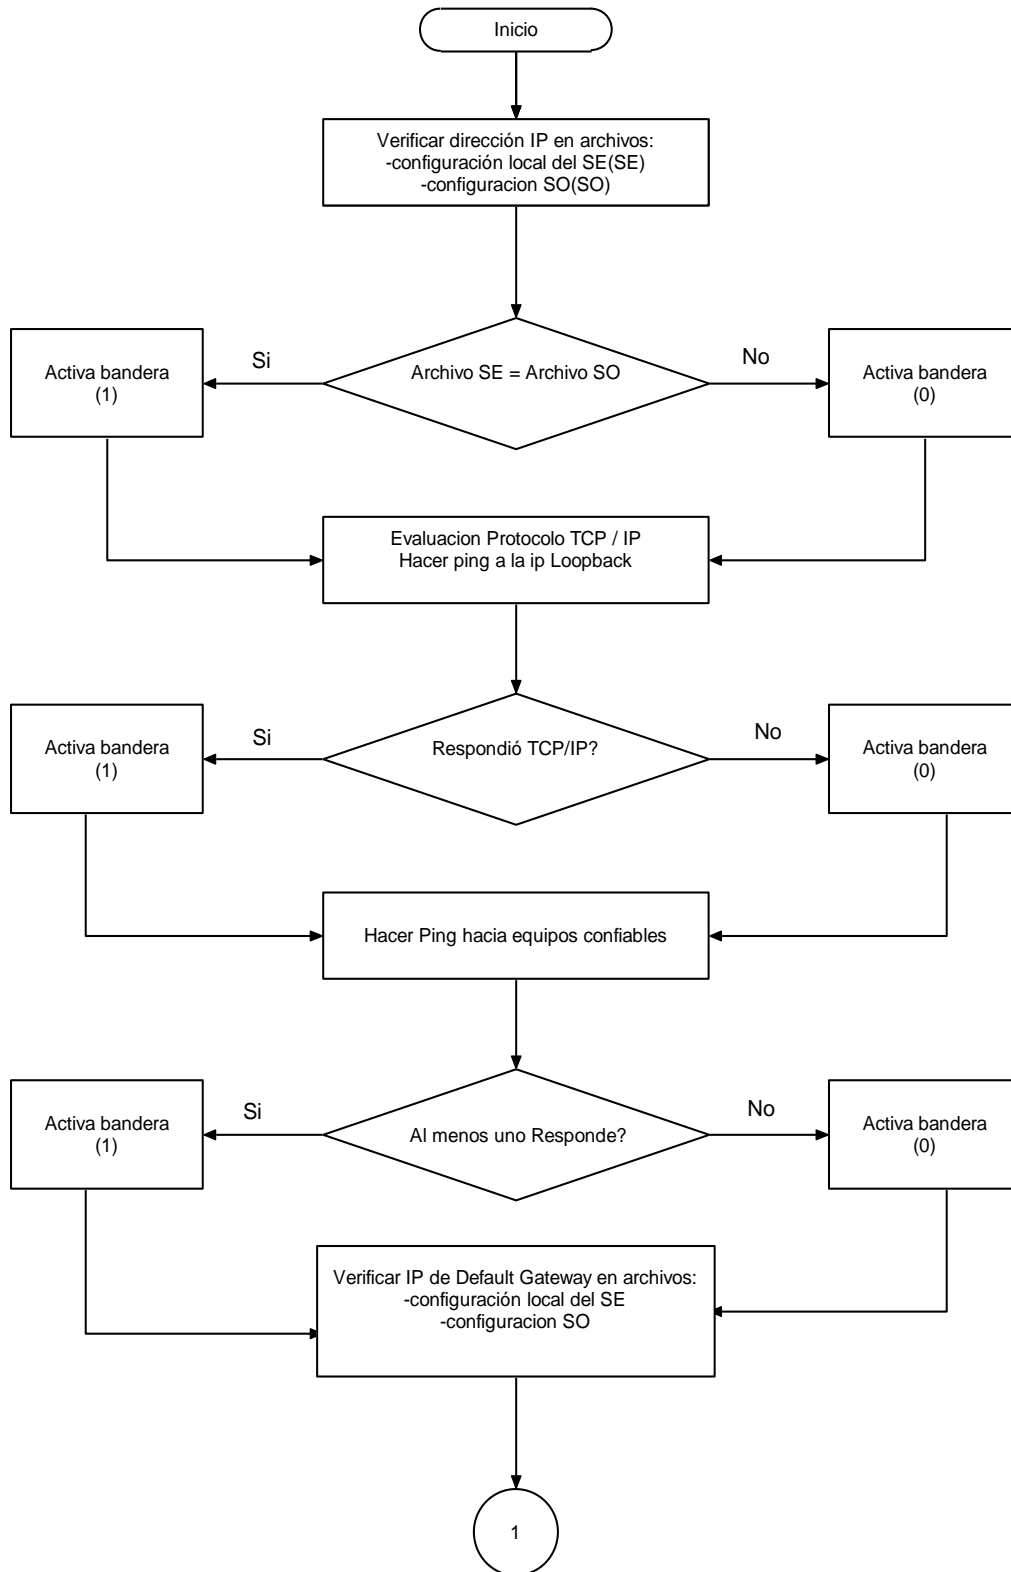 Inicio
Verificar dirección IP en archivos:
-configuración local del SE(SE)
-configuracion SO(SO)
Si
No
Activa bandera
(1)
Archivo SE = Archivo SO
Activa bandera
(0)
Evaluacion Protocolo TCP / IP
Hacer ping a la ip Loopback
Si
No
Activa bandera
(1)
Respondió TCP/IP?
Activa bandera
(0)
Hacer Ping hacia equipos confiables
Si
No
Activa bandera
(1)
Al menos uno Responde?
Activa bandera
(0)
Verificar IP de Default Gateway en archivos:
-configuración local del SE
-configuracion SO
1